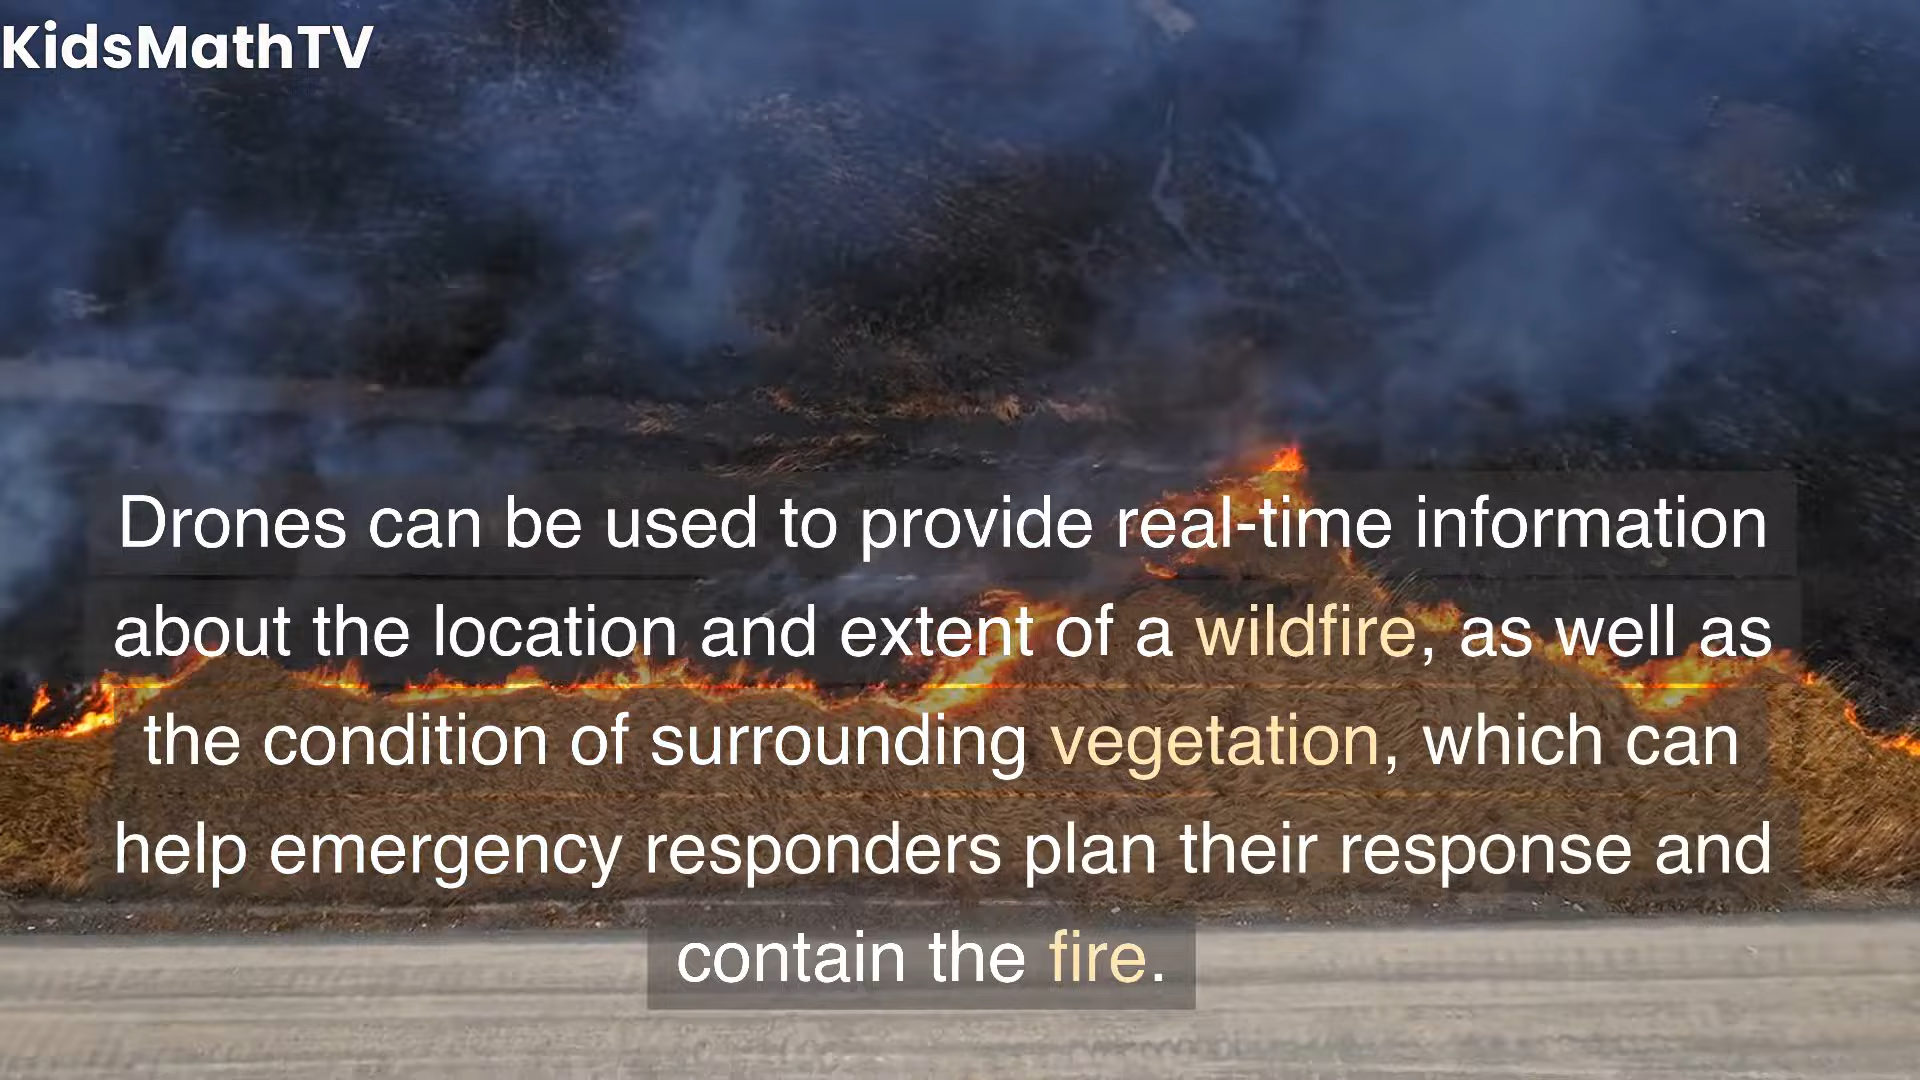 KidsMathTV
Drones can be used to provide real-time information
about the location and extent of a wildfire, as well as
the condition of surrounding vegetation, which can
help emergency responders plan their response and
contain the fire.